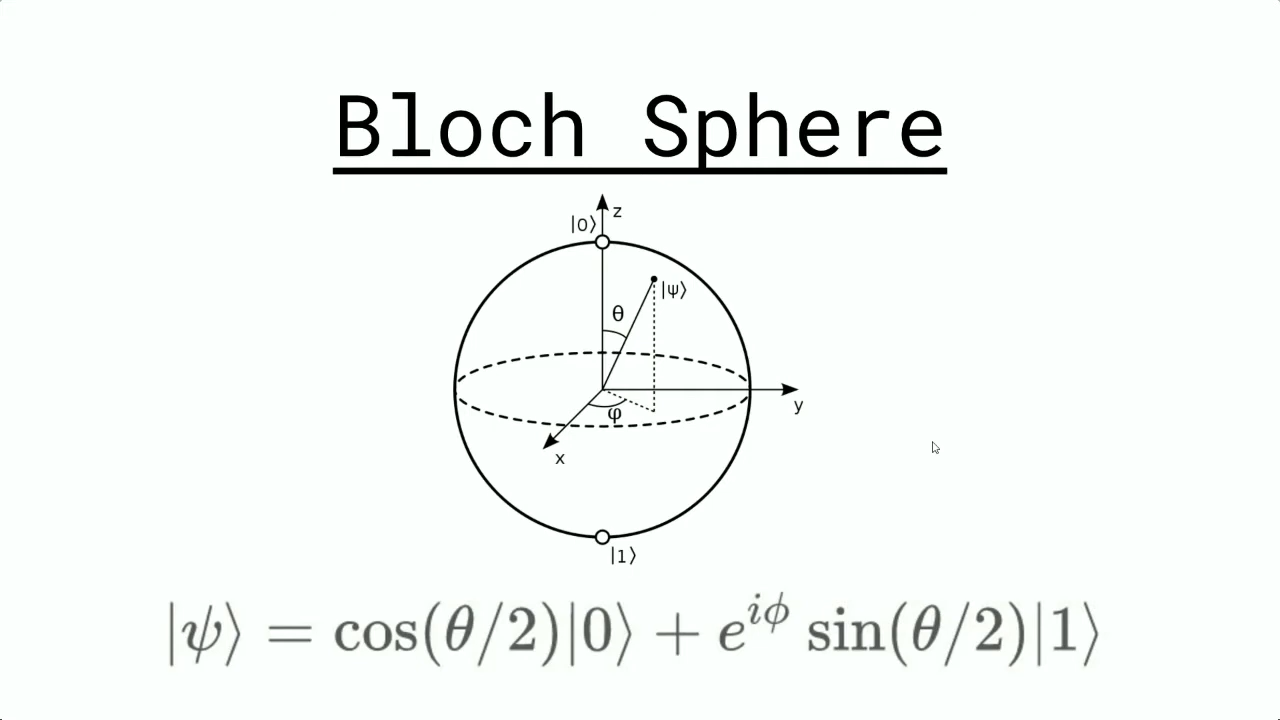 Bloch Sphere
z
|0⟩
|ψ⟩
θ
φ
y
x
|1⟩
|ψ⟩ = cos(θ/2)|0⟩ + e^{iϕ} sin(θ/2)|1⟩